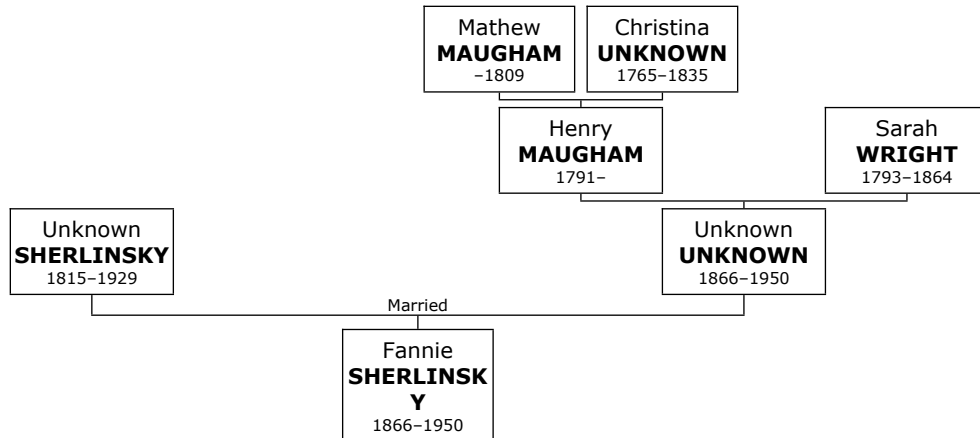 Mathew
MAUGHAM
–1809
Christina
UNKNOWN
1765–1835
Henry
MAUGHAM
1791–
Sarah
WRIGHT
1793–1864
Unknown
SHERLINSKY
1815–1929
Unknown
UNKNOWN
1866–1950
Married
Fannie
SHERLINSK
Y
1866–1950